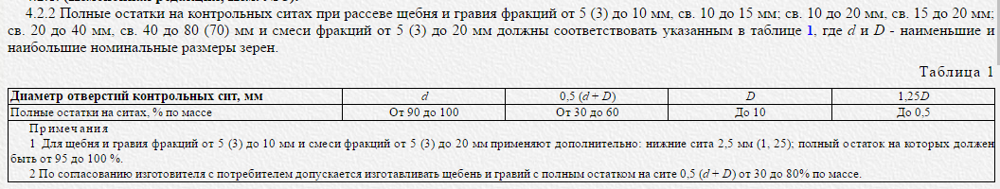 4.2.2 Полные остатки на контрольных ситах при рассеве щебня и гравия фракций от 5 (3) до 10 мм, св. 10 до 15 мм; св. 10 до 20 мм, св. 15 до 20 мм;
св. 20 до 40 мм, св. 40 до 80 (70) мм и смеси фракций от 5 (3) до 20 мм должны соответствовать указанным в таблице 1, где d и D - наименьшие и
наибольшие номинальные размеры зерен.
Таблица 1
Диаметр отверстий контрольных сит, мм d 0,5 (d + D) D 1,25D
Полные остатки на ситах, % по массе От 90 до 100 От 30 до 60 До 10 До 0,5
Примечания
1 Для щебня и гравия фракций от 5 (3) до 10 мм и смеси фракций от 5 (3) до 20 мм применяют дополнительно: нижние сита 2,5 мм (1, 25); полный остаток на которых должен
быть от 95 до 100 %.
2 По согласованию изготовителя с потребителем допускается изготавливать щебень и гравий с полным остатком на сите 0,5 (d + D) от 30 до 80% по массе.